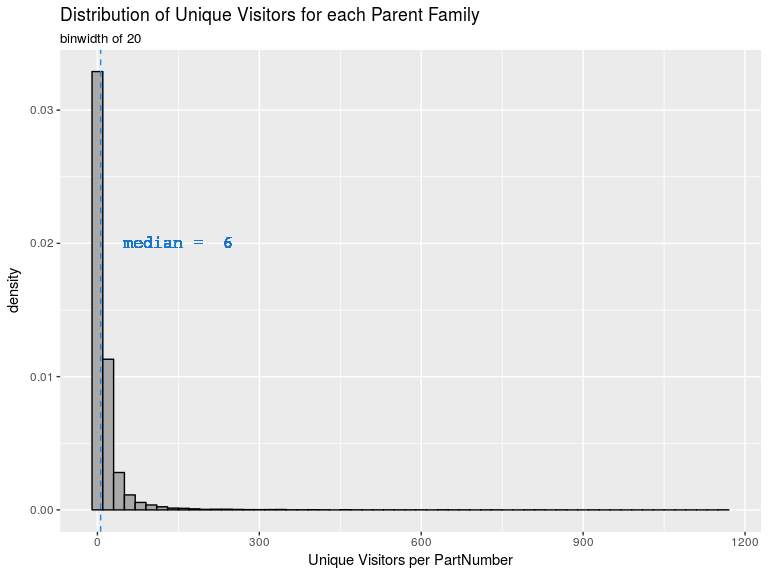 Distribution of Unique Visitors for each Parent Family
binwidth of 20
0.03
0.02
0.01
0.00
density
median =  6
0 300 600 900 1200
Unique Visitors per PartNumber